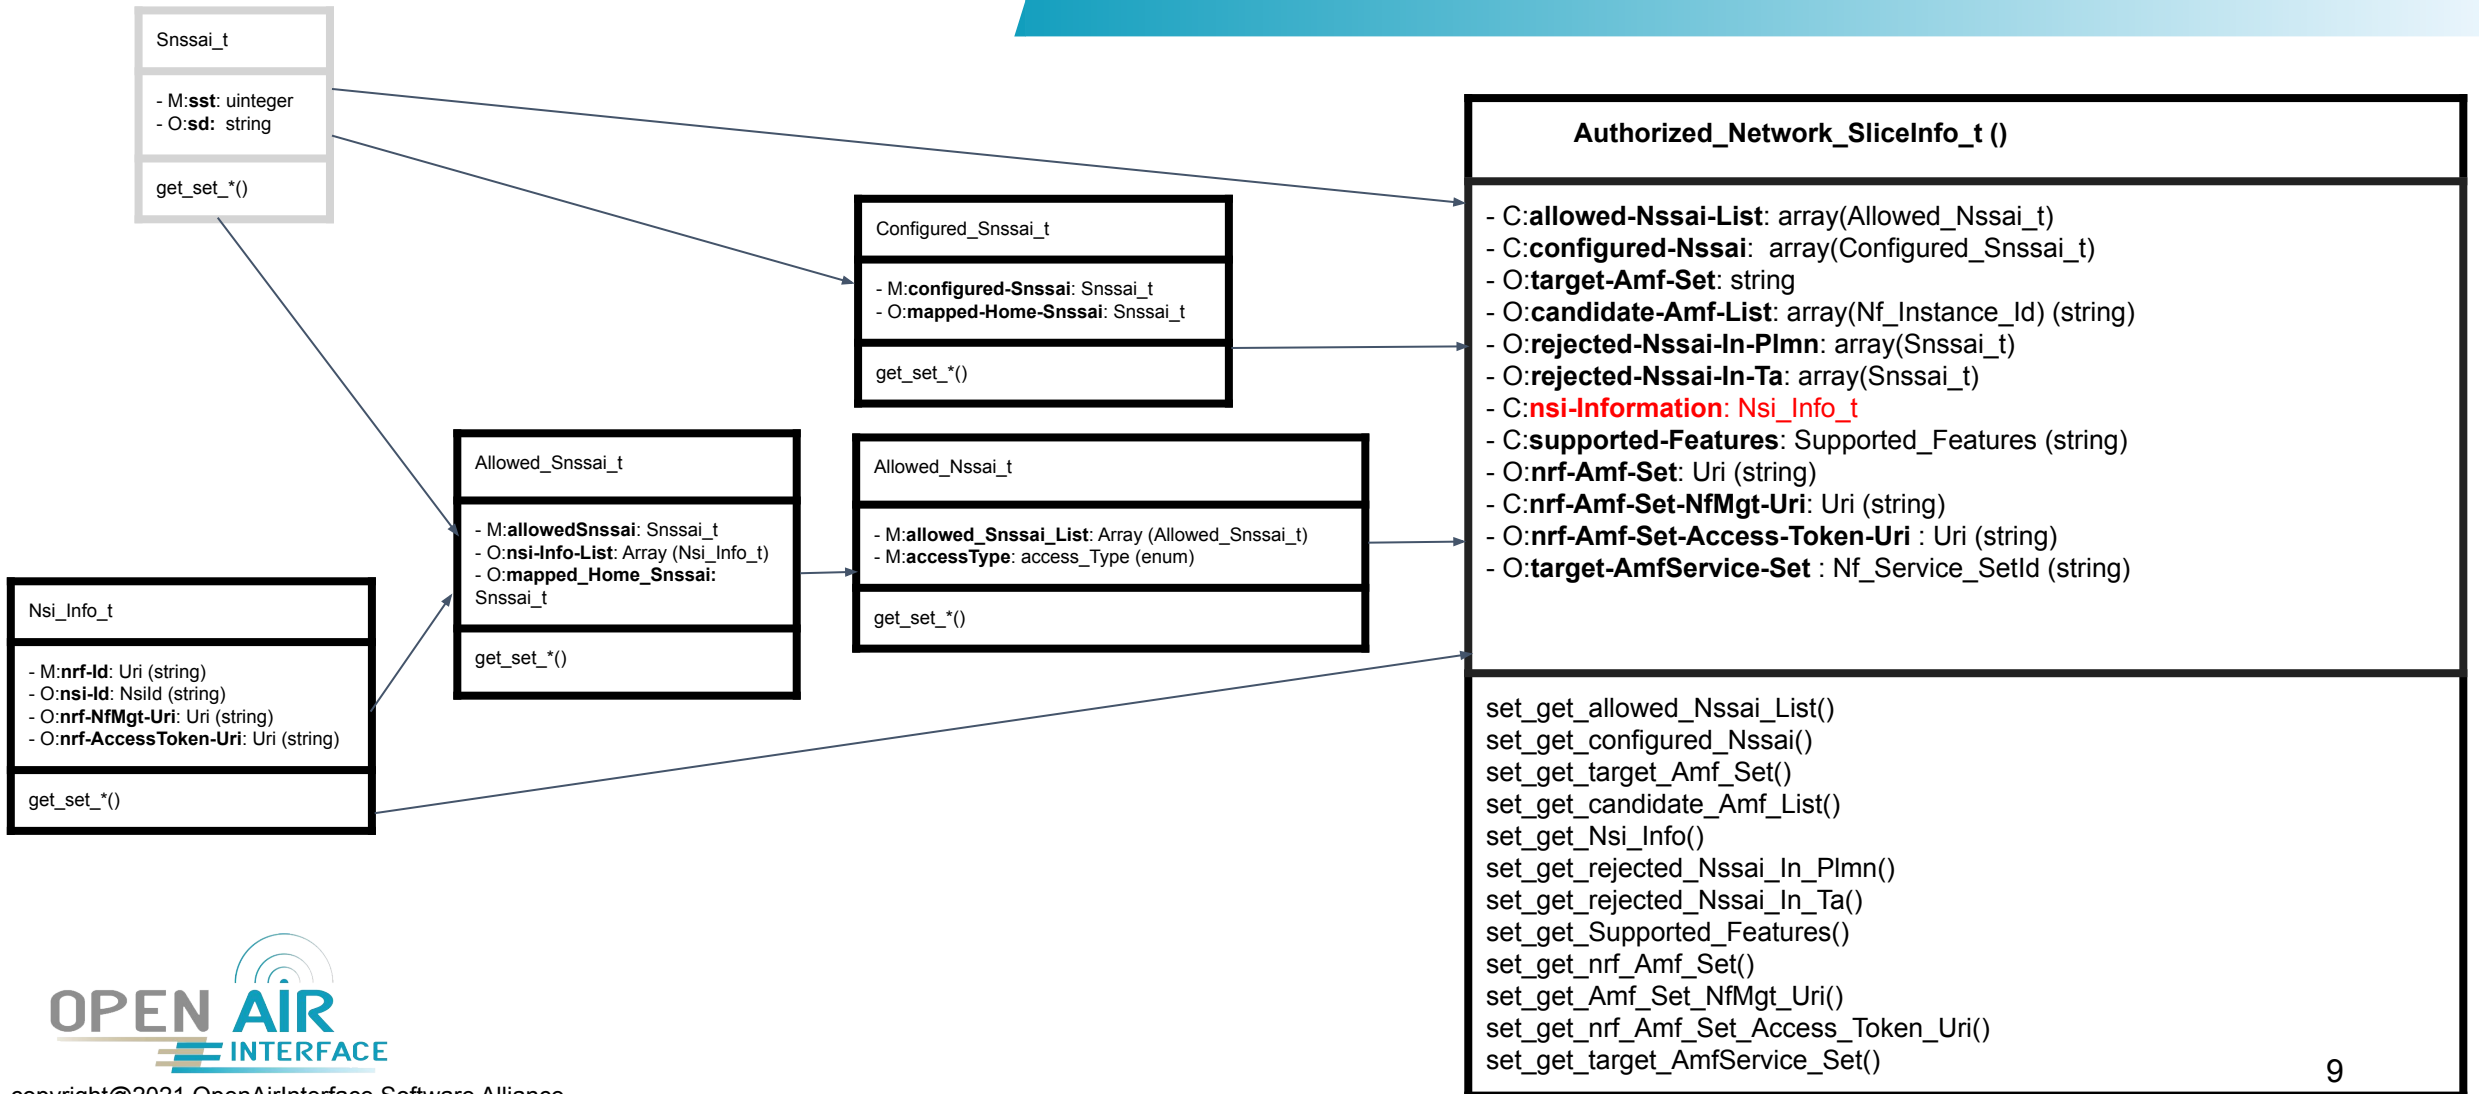 Snssai_t
- M:sst: uinteger
- O:sd: string
get_set_*()
Configured_Snssai_t
- M:configured-Snssai: Snssai_t
- O:mapped-Home-Snssai: Snssai_t
get_set_*()
Allowed_Snssai_t
- M:allowedSnssai: Snssai_t
- O:nsi-Info-List: Array (Nsi_Info_t)
- O:mapped_Home_Snssai:
Snssai_t
get_set_*()
Allowed_Nssai_t
- M:allowed_Snssai_List: Array (Allowed_Snssai_t)
- M:accessType: access_Type (enum)
get_set_*()
Nsi_Info_t
- M:nrf-Id: Uri (string)
- O:nsi-Id: NsiId (string)
- O:nrf-NfMgt-Uri: Uri (string)
- O:nrf-AccessToken-Uri: Uri (string)
get_set_*()
Authorized_Network_SliceInfo_t ()
- C:allowed-Nssai-List: array(Allowed_Nssai_t)
- C:configured-Nssai: array(Configured_Snssai_t)
- O:target-Amf-Set: string
- O:candidate-Amf-List: array(Nf_Instance_Id) (string)
- O:rejected-Nssai-In-Plmn: array(Snssai_t)
- O:rejected-Nssai-In-Ta: array(Snssai_t)
- C:nsi-Information: Nsi_Info_t
- C:supported-Features: Supported_Features (string)
- O:nrf-Amf-Set: Uri (string)
- C:nrf-Amf-Set-NfMgt-Uri: Uri (string)
- O:nrf-Amf-Set-Access-Token-Uri : Uri (string)
- O:target-AmfService-Set : Nf_Service_SetId (string)
set_get_allowed_Nssai_List()
set_get_configured_Nssai()
set_get_target_Amf_Set()
set_get_candidate_Amf_List()
set_get_Nsi_Info()
set_get_rejected_Nssai_In_Plmn()
set_get_rejected_Nssai_In_Ta()
set_get_Supported_Features()
set_get_nrf_Amf_Set()
set_get_Amf_Set_NfMgt_Uri()
set_get_nrf_Amf_Set_Access_Token_Uri()
set_get_target_AmfService_Set()
OPEN AIR
INTERFACE
copyright@2021 OpenAirInterface Software Alliance
9